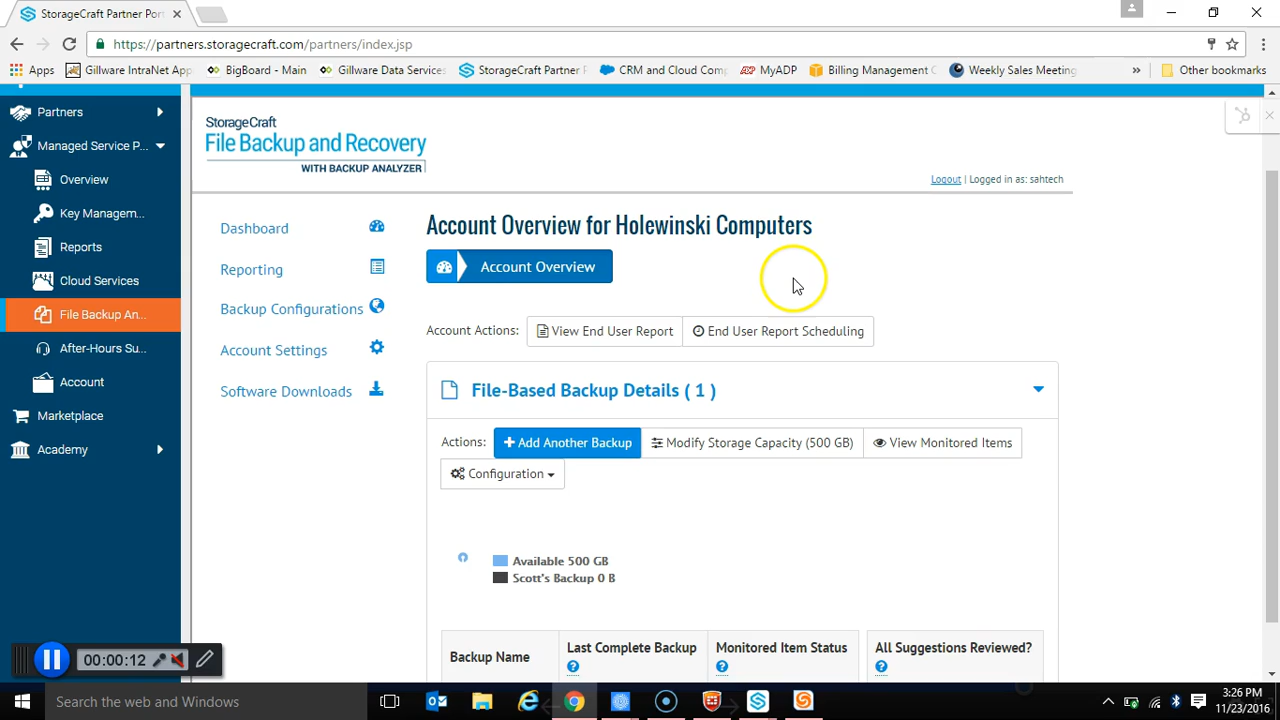 StorageCraft Partner Por
https://partners.storagecraft.com/partners/index.jsp
Apps
Gillware IntraNet Ap
BigBoard - Main
Gillware Data Service
StorageCraft Partner P
CRM and Cloud Com
MyADP
Billing Management C
Weekly Sales Meeting
»
Other bookmarks
Partners
Managed Service P...
Overview
Key Managem...
Reports
Cloud Services
File Backup An...
After-Hours Su...
Account
Marketplace
Academy
StorageCraft
File Backup and Recovery
WITH BACKUP ANALYZER
Logout | Logged in as: sahtech
Dashboard
Reporting
Backup Configurations
Account Settings
Software Downloads
Account Overview for Holewinski Computers
Account Overview
Account Actions: View End User Report End User Report Scheduling
File-Based Backup Details ( 1 )
Actions: + Add Another Backup Modify Storage Capacity (500 GB) View Monitored Items
Configuration
Available 500 GB
Scott's Backup 0 B
Backup Name
Last Complete Backup ?
Monitored Item Status ?
All Suggestions Reviewed? ?
00:00:12
Search the web and Windows
3:26 PM
11/23/2016